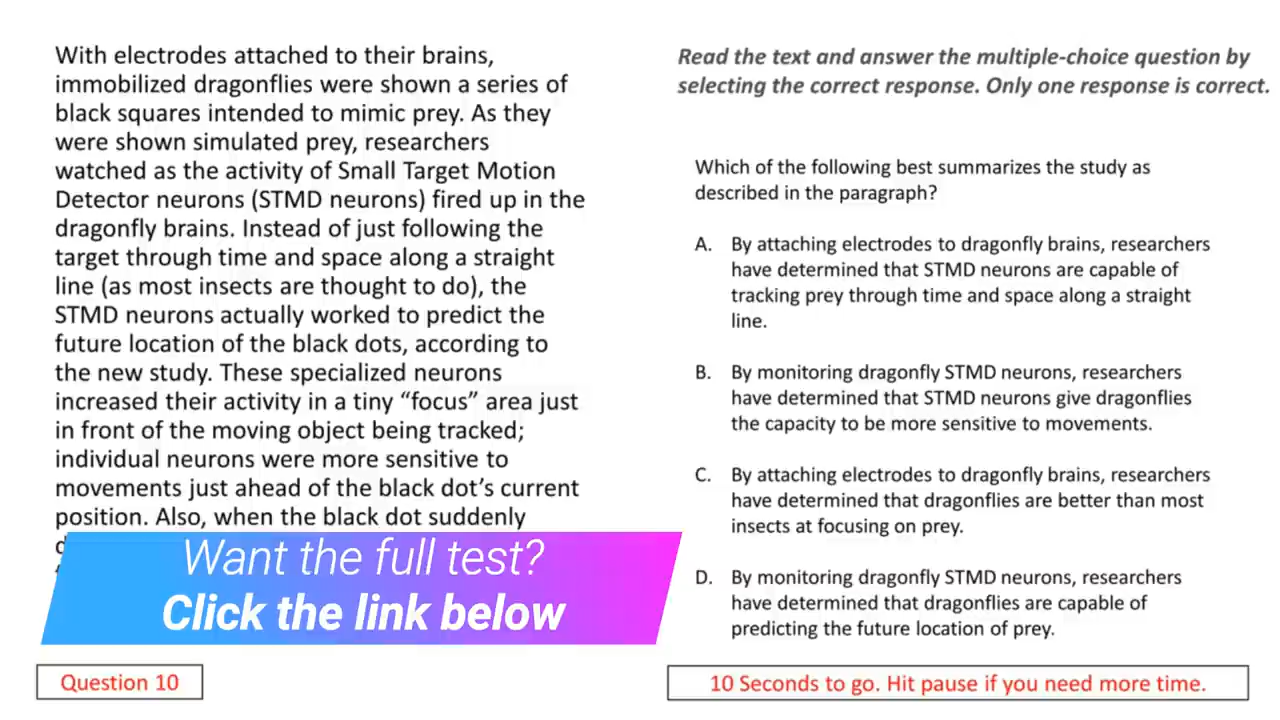 With electrodes attached to their brains,
immobilized dragonflies were shown a series of
black squares intended to mimic prey. As they
were shown simulated prey, researchers
watched as the activity of Small Target Motion
Detector neurons (STMD neurons) fired up in the
dragonfly brains. Instead of just following the
target through time and space along a straight
line (as most insects are thought to do), the
STMD neurons actually worked to predict the
future location of the black dots, according to
the new study. These specialized neurons
increased their activity in a tiny “focus” area just
in front of the moving object being tracked;
individual neurons were more sensitive to
movements just ahead of the black dot’s current
position. Also, when the black dot suddenly
Want the full test?
Click the link below
Question 10
Read the text and answer the multiple-choice question by
selecting the correct response. Only one response is correct.
Which of the following best summarizes the study as
described in the paragraph?
A. By attaching electrodes to dragonfly brains, researchers
have determined that STMD neurons are capable of
tracking prey through time and space along a straight
line.
B. By monitoring dragonfly STMD neurons, researchers
have determined that STMD neurons give dragonflies
the capacity to be more sensitive to movements.
C. By attaching electrodes to dragonfly brains, researchers
have determined that dragonflies are better than most
insects at focusing on prey.
D. By monitoring dragonfly STMD neurons, researchers
have determined that dragonflies are capable of
predicting the future location of prey.
10 Seconds to go. Hit pause if you need more time.